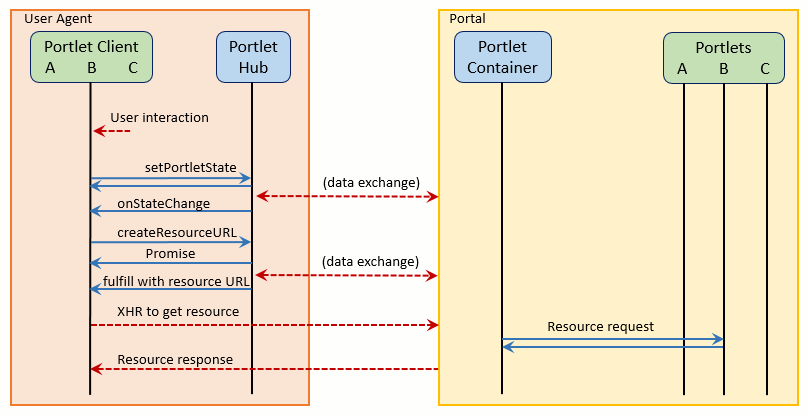 User Agent
Portal
Portlet Client
A B C
Portlet
Hub
Portlet
Container
Portlets
A B C
User interaction
setPortletState
(data exchange)
onStateChange
createResourceURL
Promise
(data exchange)
fulfill with resource URL
XHR to get resource
Resource request
Resource response